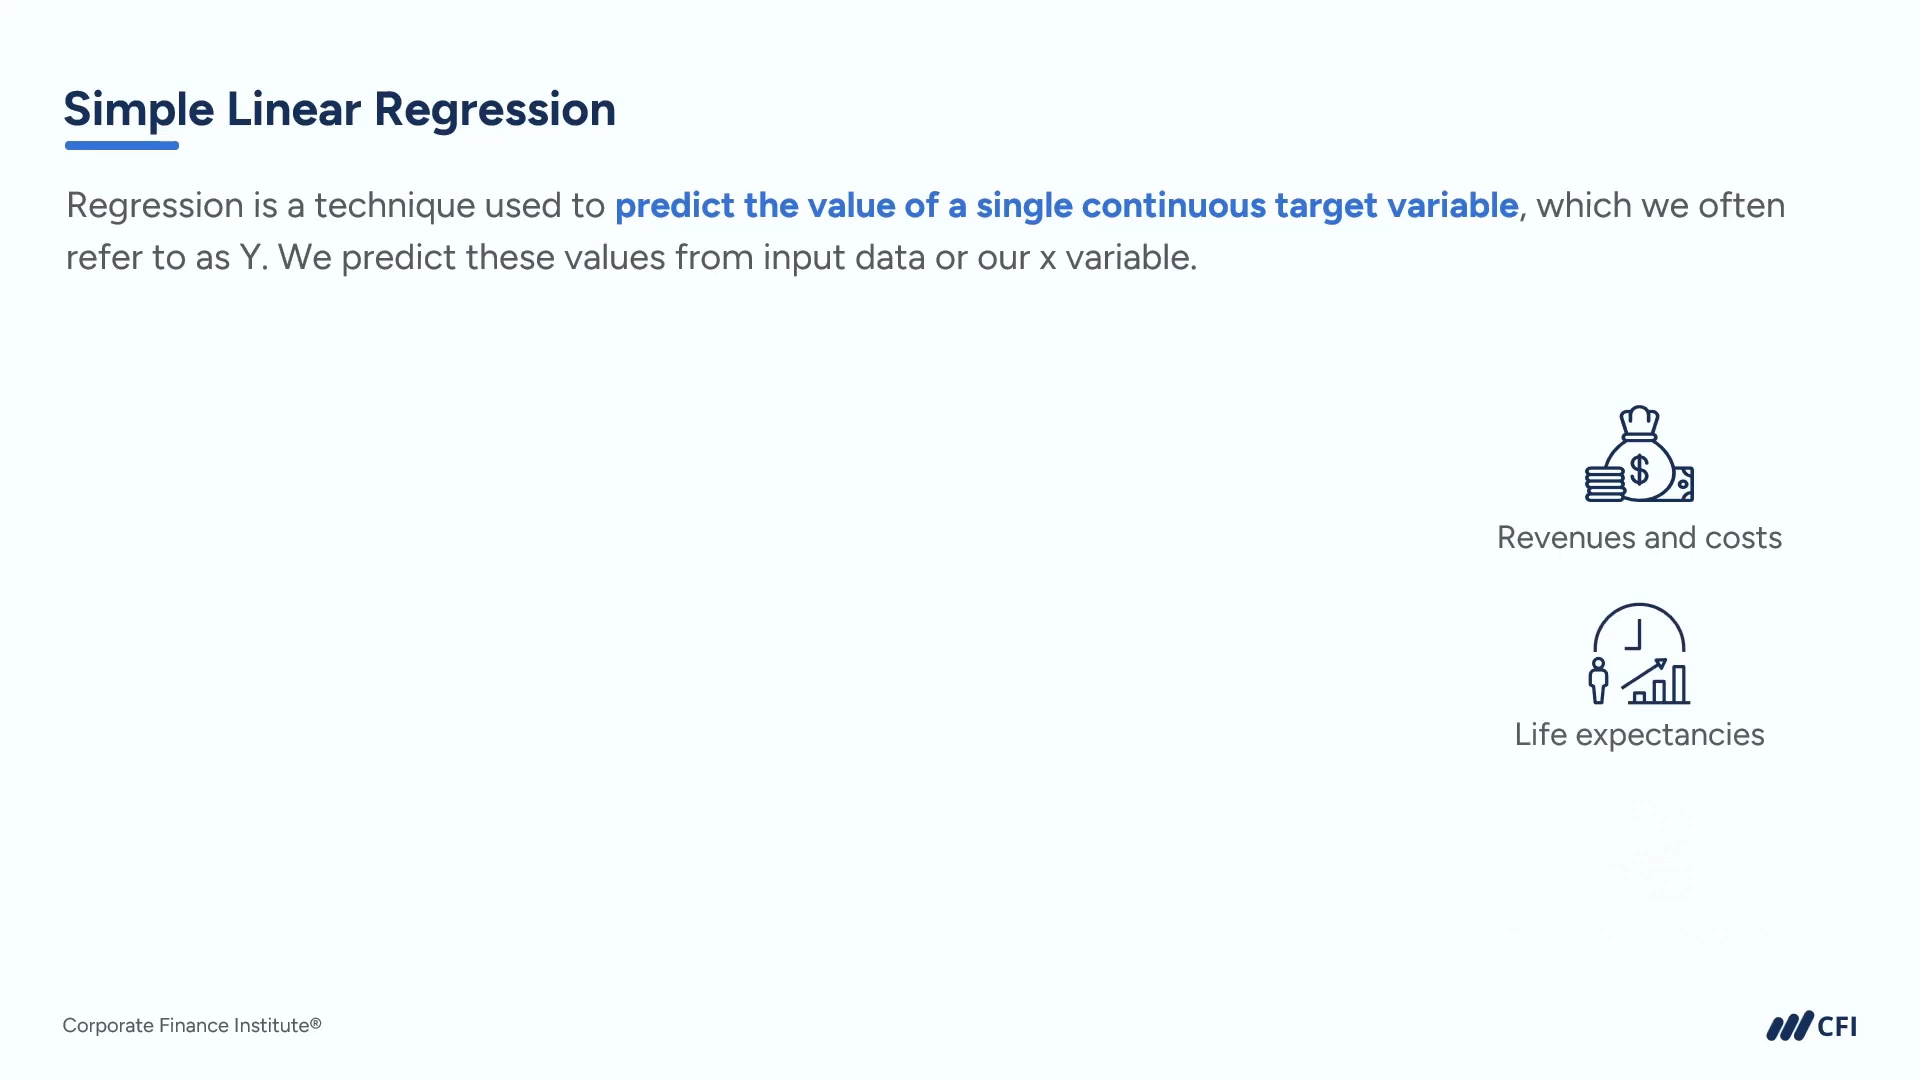 Simple Linear Regression
Regression is a technique used to predict the value of a single continuous target variable, which we often
refer to as Y. We predict these values from input data or our x variable.
$
Revenues and costs
Life expectancies
Corporate Finance Institute®
CFI